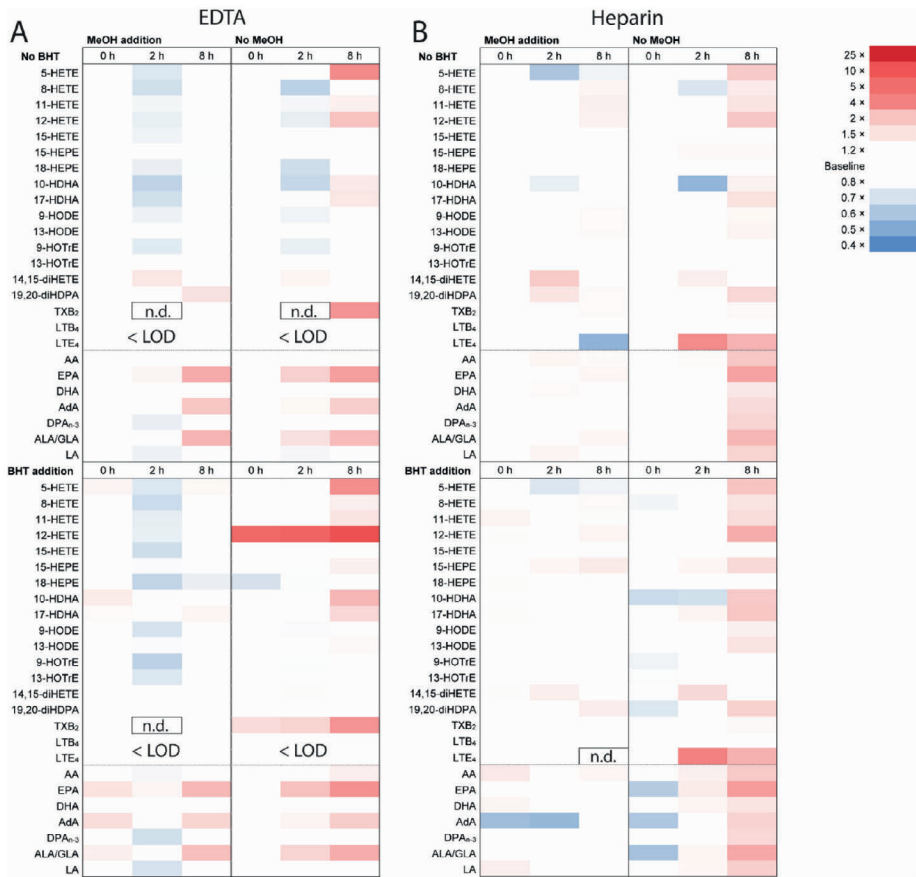 A EDTA B Heparin
MeOH addition No MeOH MeOH addition No MeOH
No BHT 0 h 2 h 8 h 0 h 2 h 8 h No BHT 0 h 2 h 8 h 0 h 2 h 8 h
5-HETE 5-HETE
8-HETE 8-HETE
11-HETE 11-HETE
12-HETE 12-HETE
15-HETE 15-HETE
15-HEPE 15-HEPE
18-HEPE 18-HEPE
10-HDHA 10-HDHA
17-HDHA 17-HDHA
9-HODE 9-HODE
13-HODE 13-HODE
9-HOTrE 9-HOTrE
13-HOTrE 13-HOTrE
14,15-diHETE 14,15-diHETE
19,20-diHDPA 19,20-diHDPA
TXB₂ n.d. n.d. TXB₂
LTB₄ LTB₄
LTE₄ < LOD < LOD LTE₄
AA AA
EPA EPA
DHA DHA
AdA AdA
DPAₙ₋₃ DPAₙ₋₃
ALA/GLA ALA/GLA
LA LA
BHT addition 0 h 2 h 8 h 0 h 2 h 8 h BHT addition 0 h 2 h 8 h 0 h 2 h 8 h
5-HETE 5-HETE
8-HETE 8-HETE
11-HETE 11-HETE
12-HETE 12-HETE
15-HETE 15-HETE
15-HEPE 15-HEPE
18-HEPE 18-HEPE
10-HDHA 10-HDHA
17-HDHA 17-HDHA
9-HODE 9-HODE
13-HODE 13-HODE
9-HOTrE 9-HOTrE
13-HOTrE 13-HOTrE
14,15-diHETE 14,15-diHETE
19,20-diHDPA 19,20-diHDPA
TXB₂ n.d. TXB₂
LTB₄ LTB₄
LTE₄ < LOD < LOD LTE₄ n.d.
AA AA
EPA EPA
DHA DHA
AdA AdA
DPAₙ₋₃ DPAₙ₋₃
ALA/GLA ALA/GLA
LA LA
25 ×
10 ×
5 ×
4 ×
2 ×
1.5 ×
1.2 ×
Baseline
0.8 ×
0.7 ×
0.6 ×
0.5 ×
0.4 ×